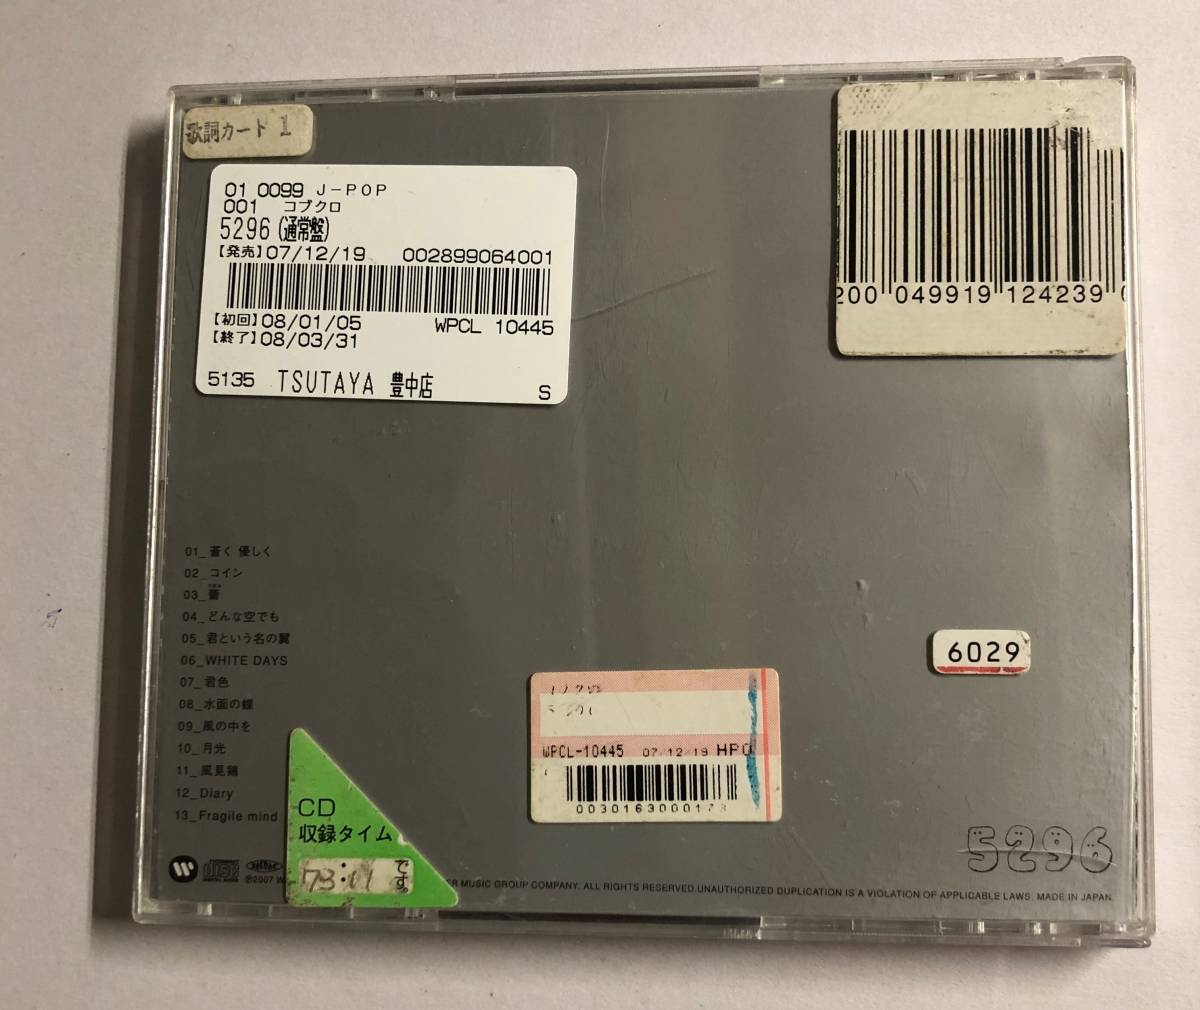 歌詞カード 1
01 0099 J-POP
001 コブクロ
5296 (通常盤)
【発売】07/12/19 002899064001
【初回】08/01/05 WPCL 10445
【終了】08/03/31
5135 TSUTAYA 豊中店 S
200 049919 124239
01_蒼く 優しく
02_コイン
03_蕾
04_どんな空でも
05_君という名の翼
06_WHITE DAYS
07_君色
08_水面の蝶
09_風の中を
10_月光
11_風見鶏
12_Diary
13_Fragile mind
6029
WPCL-10445 07/12/19 HPO
0030163000173
CD
収録タイム
73:01
です。
5296
disc
℗2007 W
ER MUSIC GROUP COMPANY. ALL RIGHTS RESERVED.UNAUTHORIZED DUPLICATION IS A VIOLATION OF APPLICABLE LAWS. MADE IN JAPAN.